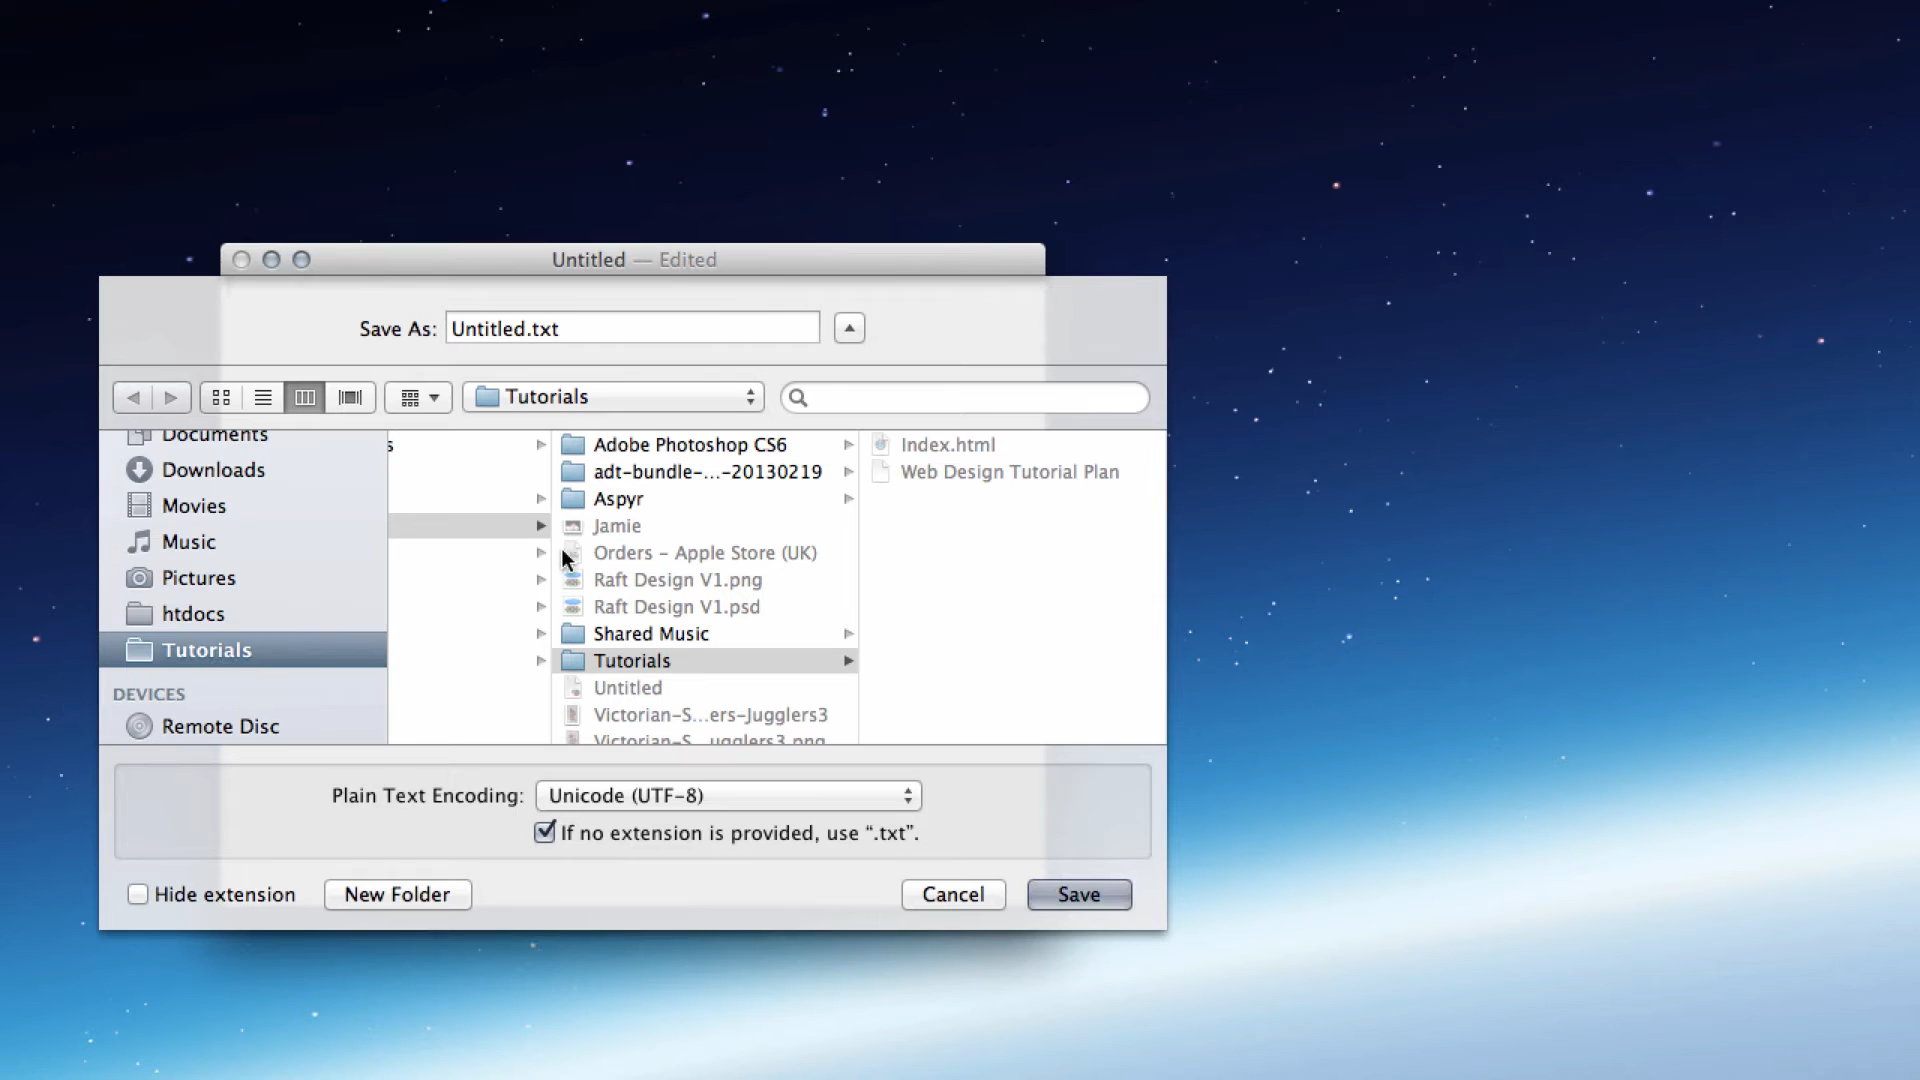 Untitled — Edited
Save As: Untitled.txt
Tutorials
Documents
Downloads
Movies
Music
Pictures
htdocs
Tutorials
DEVICES
Remote Disc
s
Adobe Photoshop CS6
adt-bundle-...-20130219
Aspyr
Jamie
Orders – Apple Store (UK)
Raft Design V1.png
Raft Design V1.psd
Shared Music
Tutorials
Untitled
Victorian-S...ers-Jugglers3
Victorian-S...ugglers3.png
Index.html
Web Design Tutorial Plan
Plain Text Encoding: Unicode (UTF-8)
If no extension is provided, use “.txt”.
Hide extension
New Folder
Cancel
Save